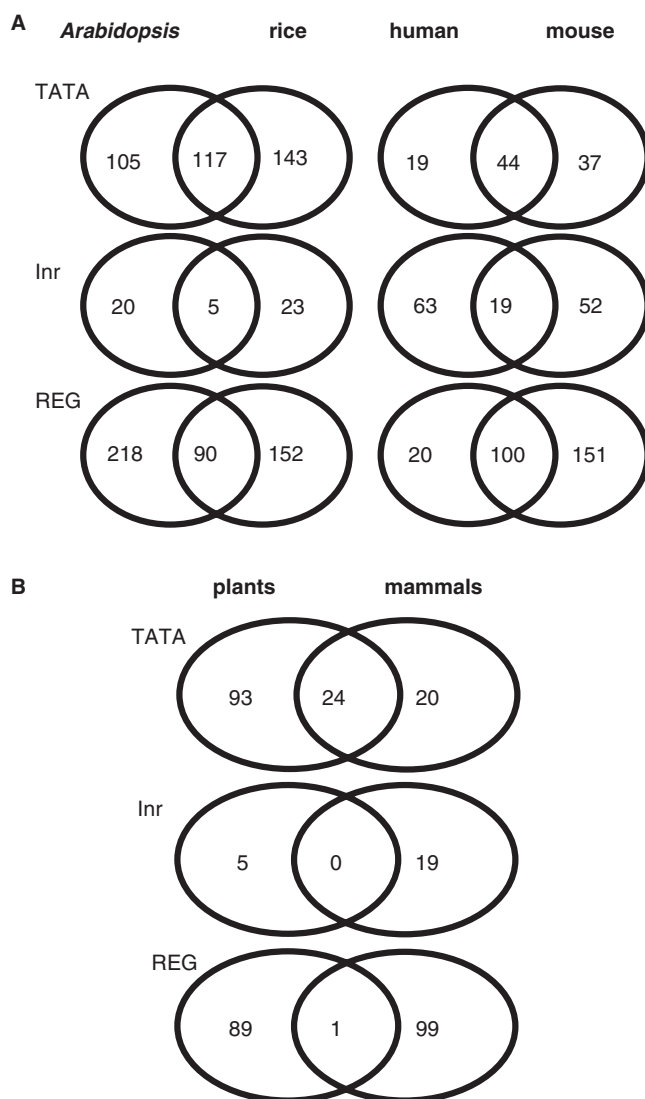 A
Arabidopsis rice human mouse
TATA
105 117 143 19 44 37
Inr
20 5 23 63 19 52
REG
218 90 152 20 100 151
B
plants mammals
TATA
93 24 20
Inr
5 0 19
REG
89 1 99